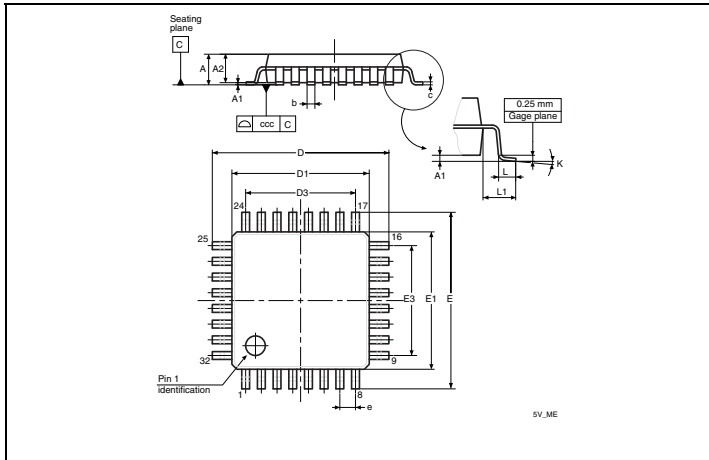 Seating
plane
C
A
A2
A1
b
c
ccc
C
0.25 mm
Gage plane
A1
L
L1
K
D
D1
D3
24
17
25
16
E3
E1
E
32
9
Pin 1
identification
1
8
e
5V_ME